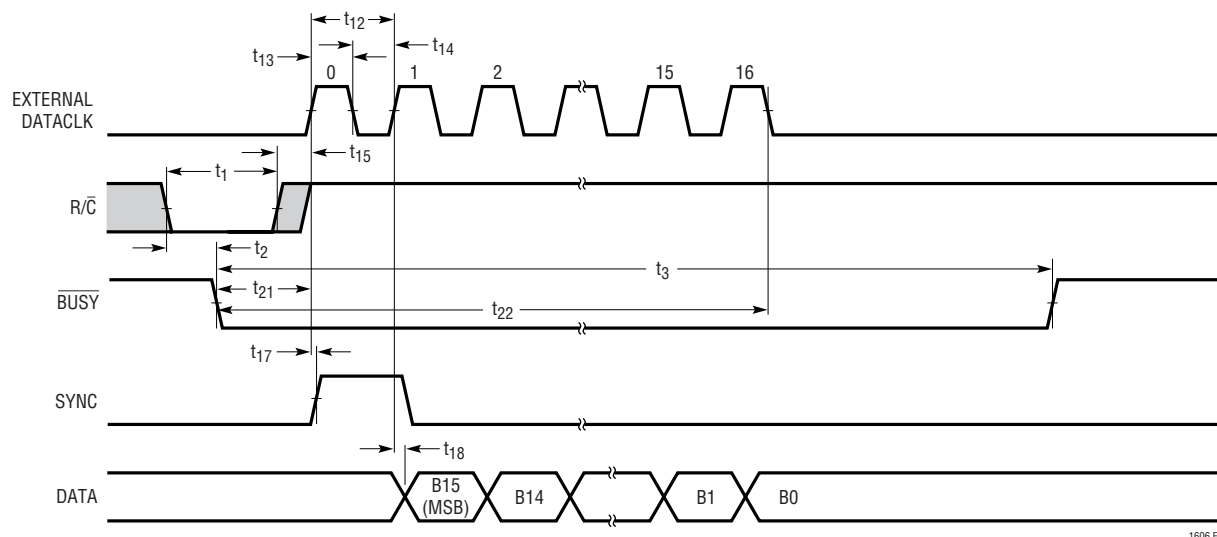 t12
t13
t14
0
1
2
15
16
EXTERNAL
DATACLK
t15
t1
R/C̅
t2
t3
B̅U̅S̅Y̅
t21
t22
t17
SYNC
t18
DATA
B15
(MSB)
B14
B1
B0